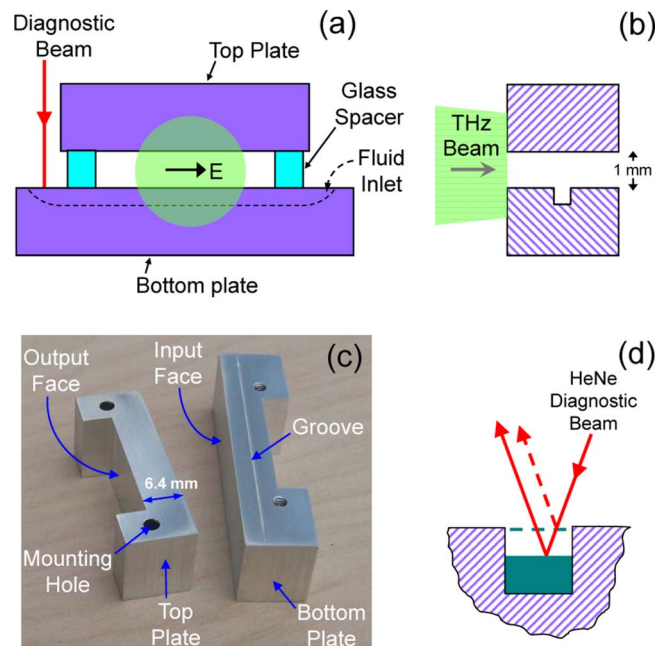 (a)
Diagnostic
Beam
Top Plate
Glass
Spacer
E
Fluid
Inlet
Bottom plate
(b)
THz
Beam
1 mm
(c)
Output
Face
Input
Face
Groove
6.4 mm
Mounting
Hole
Top
Plate
Bottom
Plate
(d)
HeNe
Diagnostic
Beam